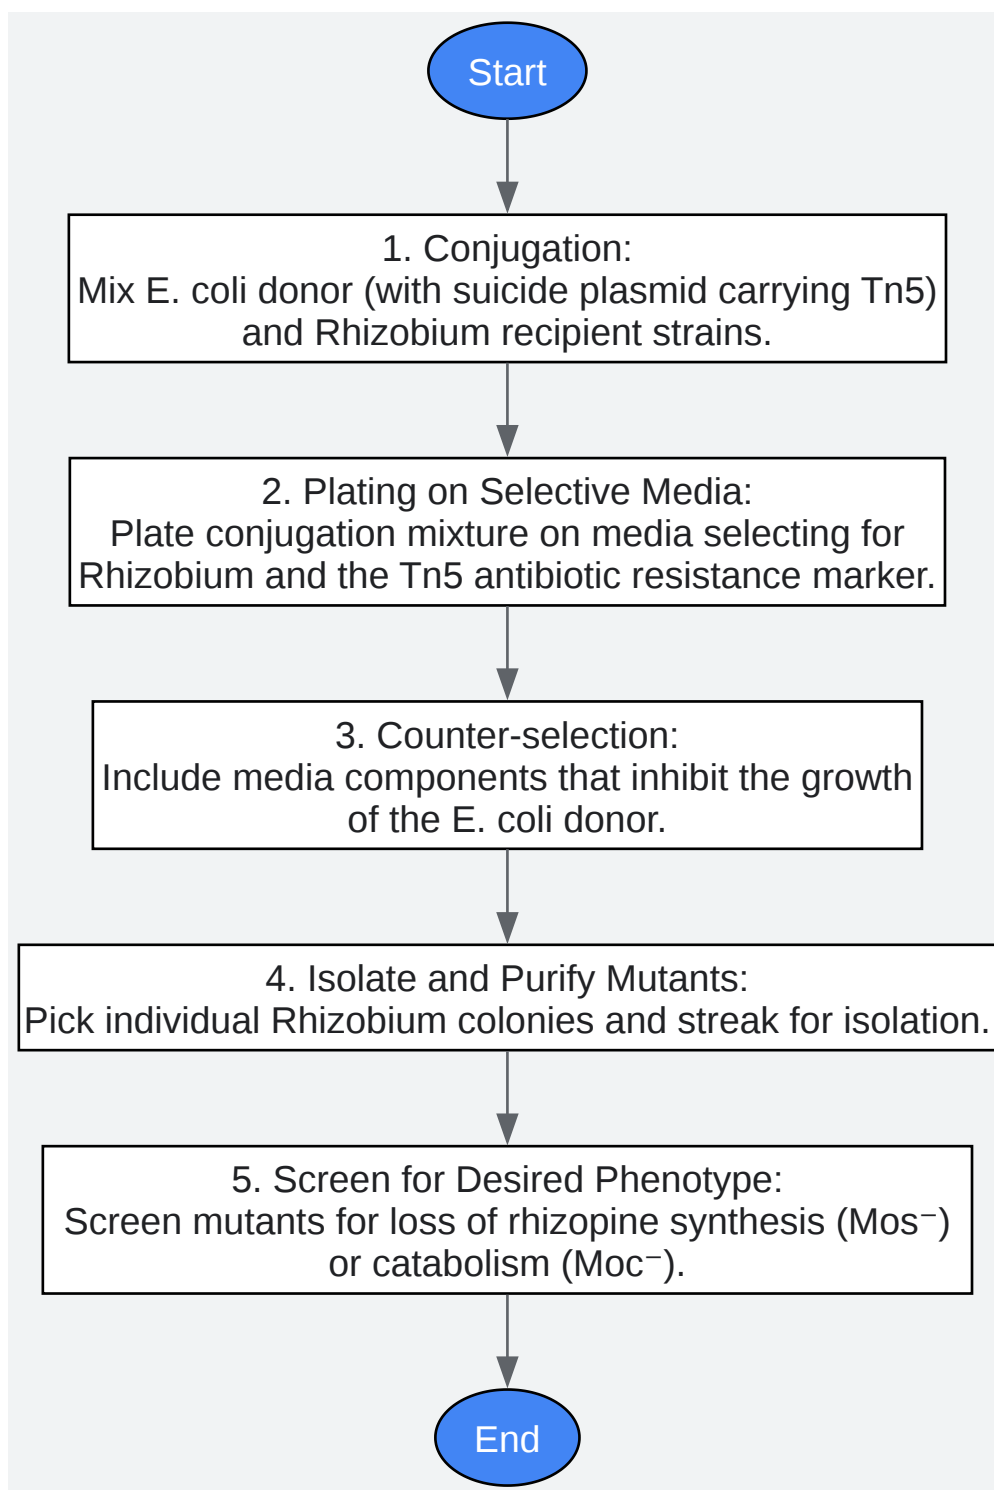 Start
1. Conjugation:
Mix E. coli donor (with suicide plasmid carrying Tn5)
and Rhizobium recipient strains.
2. Plating on Selective Media:
Plate conjugation mixture on media selecting for
Rhizobium and the Tn5 antibiotic resistance marker.
3. Counter-selection:
Include media components that inhibit the growth
of the E. coli donor.
4. Isolate and Purify Mutants:
Pick individual Rhizobium colonies and streak for isolation.
5. Screen for Desired Phenotype:
Screen mutants for loss of rhizopine synthesis (Mos⁻)
or catabolism (Moc⁻).
End